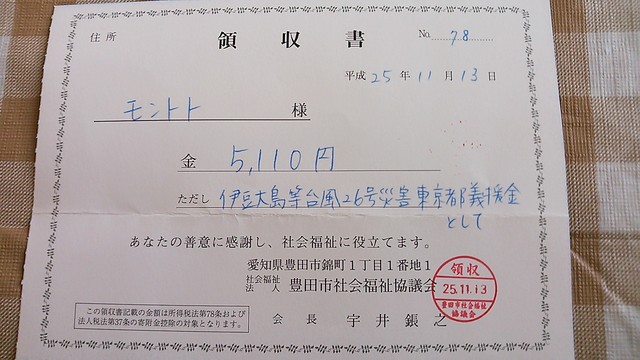 住所
領収書
No. 78
平成25年11月13日
モントト 様
金 5,110円
ただし 伊豆大島等台風26号災害東京都義援金
として
あなたの善意に感謝し、社会福祉に役立てます。
愛知県豊田市錦町1丁目1番地1
社会福祉法人 豊田市社会福祉協議会
会長 宇井鋹之
領収
25.11.13
豊田市社会福祉
協議会
この領収書記載の金額は所得税法第78条および
法人税法第37条の寄附金控除の対象となります。